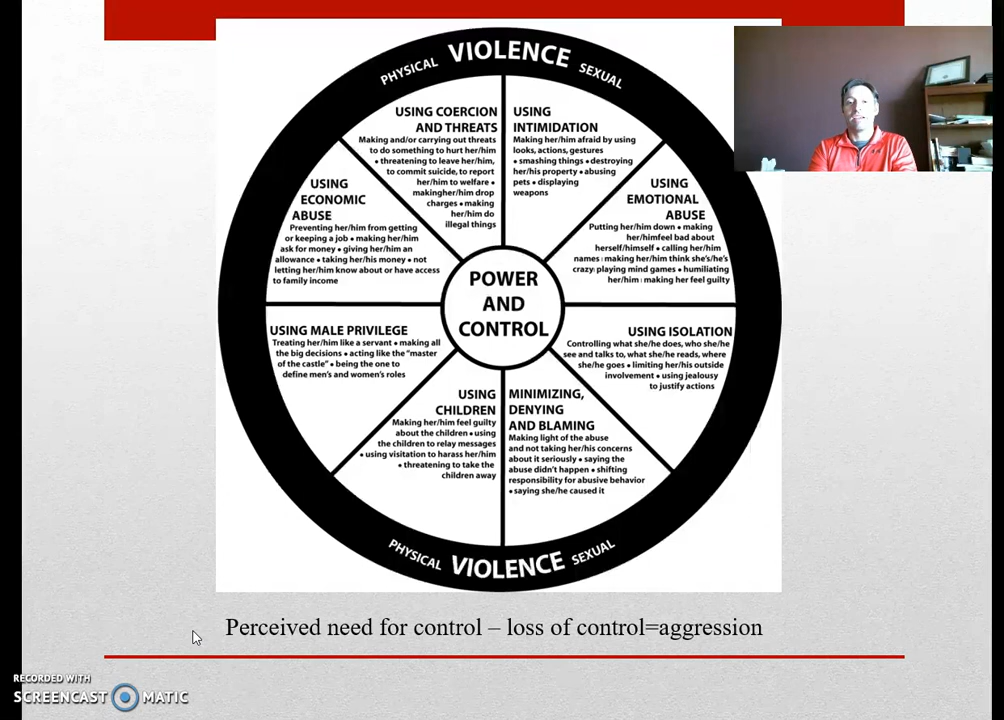 PHYSICAL VIOLENCE SEXUAL
USING COERCION
AND THREATS
Making and/or carrying out threats
to do something to hurt her/him
• threatening to leave her/him,
to commit suicide, to report
her/him to welfare •
makingher/him drop
charges • making
her/him do
illegal things
USING
INTIMIDATION
Making her/him afraid by using
looks, actions, gestures
• smashing things • destroying
her/his property • abusing
pets • displaying
weapons
USING
ECONOMIC
ABUSE
Preventing her/him from getting
or keeping a job • making her/him
ask for money • giving her/him an
allowance • taking her/his money • not
letting her/him know about or have access
to family income
USING
EMOTIONAL
ABUSE
Putting her/him down • making
her/himfeel bad about
herself/himself • calling her/him
names making her/him think she's/he's
crazy playing mind games • humiliating
her/him making her feel guilty
POWER
AND
CONTROL
USING MALE PRIVILEGE
Treating her/him like a servant • making all
the big decisions • acting like the "master
of the castle" • being the one to
define men's and women's roles
USING ISOLATION
Controlling what she/he does, who she/he
see and talks to, what she/he reads, where
she/he goes • limiting her/his outside
involvement • using jealousy
to justify actions
USING
CHILDREN
Making her/him feel guilty
about the children • using
the children to relay messages
• using visitation to harass her/him
• threatening to take the
children away
MINIMIZING,
DENYING
AND BLAMING
Making light of the abuse
and not taking her/his concerns
about it seriously • saying the
abuse didn't happen • shifting
responsibility for abusive behavior
• saying she/he caused it
PHYSICAL VIOLENCE SEXUAL
Perceived need for control – loss of control=aggression
RECORDED WITH
SCREENCAST MATIC